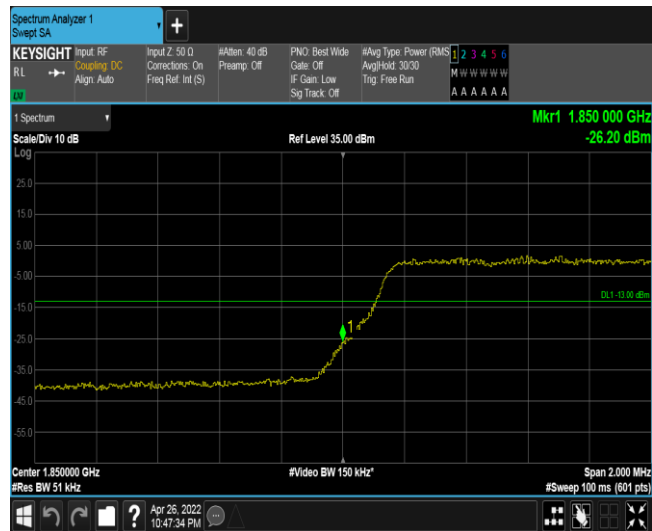 Spectrum Analyzer 1
Swept SA
+
KEYSIGHT
RL
Input: RF
Coupling: DC
Align: Auto
Input Z: 50 Ω
Corrections: On
Freq Ref: Int (S)
#Atten: 40 dB
Preamp: Off
PNO: Best Wide
Gate: Off
IF Gain: Low
Sig Track: Off
#Avg Type: Power (RMS
Avg|Hold: 30/30
Trig: Free Run
1 2 3 4 5 6
M W W W W W
A A A A A A
1 Spectrum
Scale/Div 10 dB
Ref Level 35.00 dBm
Mkr1 1.850 000 GHz
-26.20 dBm
Log
25.0
15.0
5.00
-5.00
-15.0
-25.0
-35.0
-45.0
-55.0
DL1 -13.00 dBm
1
Center 1.85000 GHz
#Res BW 51 kHz
#Video BW 150 kHz*
Span 2.000 MHz
#Sweep 100 ms (601 pts)
?
Apr 26, 2022
10:47:34 PM